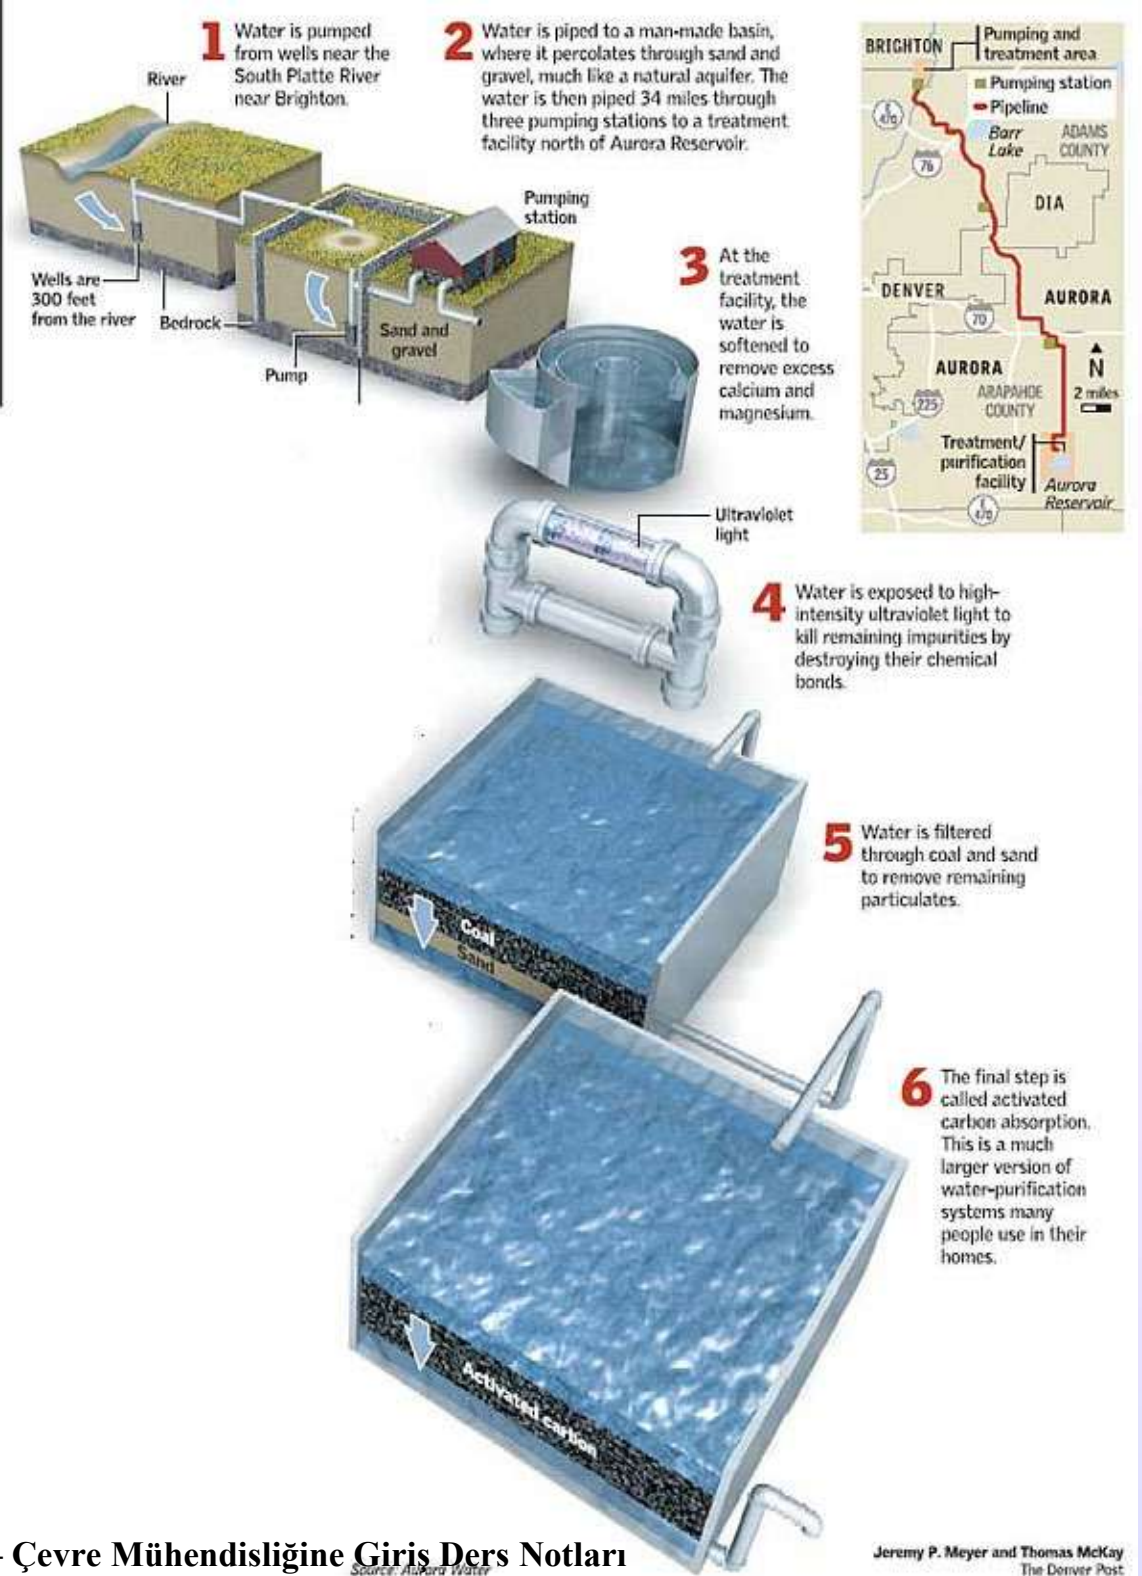 1 Water is pumped
from wells near the
South Platte River
near Brighton.
2 Water is piped to a man-made basin,
where it percolates through sand and
gravel, much like a natural aquifer. The
water is then piped 34 miles through
three pumping stations to a treatment
facility north of Aurora Reservoir.
River
Pumping
station
Wells are
300 feet
from the river
Bedrock
Pump
Sand and
gravel
3 At the
treatment
facility, the
water is
softened to
remove excess
calcium and
magnesium.
BRIGHTON
Pumping and
treatment area
Pumping station
Pipeline
E
470
Barr
Lake
ADAMS
COUNTY
76
DIA
DENVER
70
AURORA
AURORA
N
2 miles
ARAPAHOE
COUNTY
225
Treatment/
purification
facility
25
Aurora
Reservoir
E
470
Ultraviolet
light
4 Water is exposed to high-
intensity ultraviolet light to
kill remaining impurities by
destroying their chemical
bonds.
5 Water is filtered
through coal and sand
to remove remaining
particulates.
Coal
Sand
6 The final step is
called activated
carbon absorption.
This is a much
larger version of
water-purification
systems many
people use in their
homes.
Activated carbon
- Çevre Mühendisliğine Giriş Ders Notları
Source: Aurora Water
Jeremy P. Meyer and Thomas McKay
The Denver Post